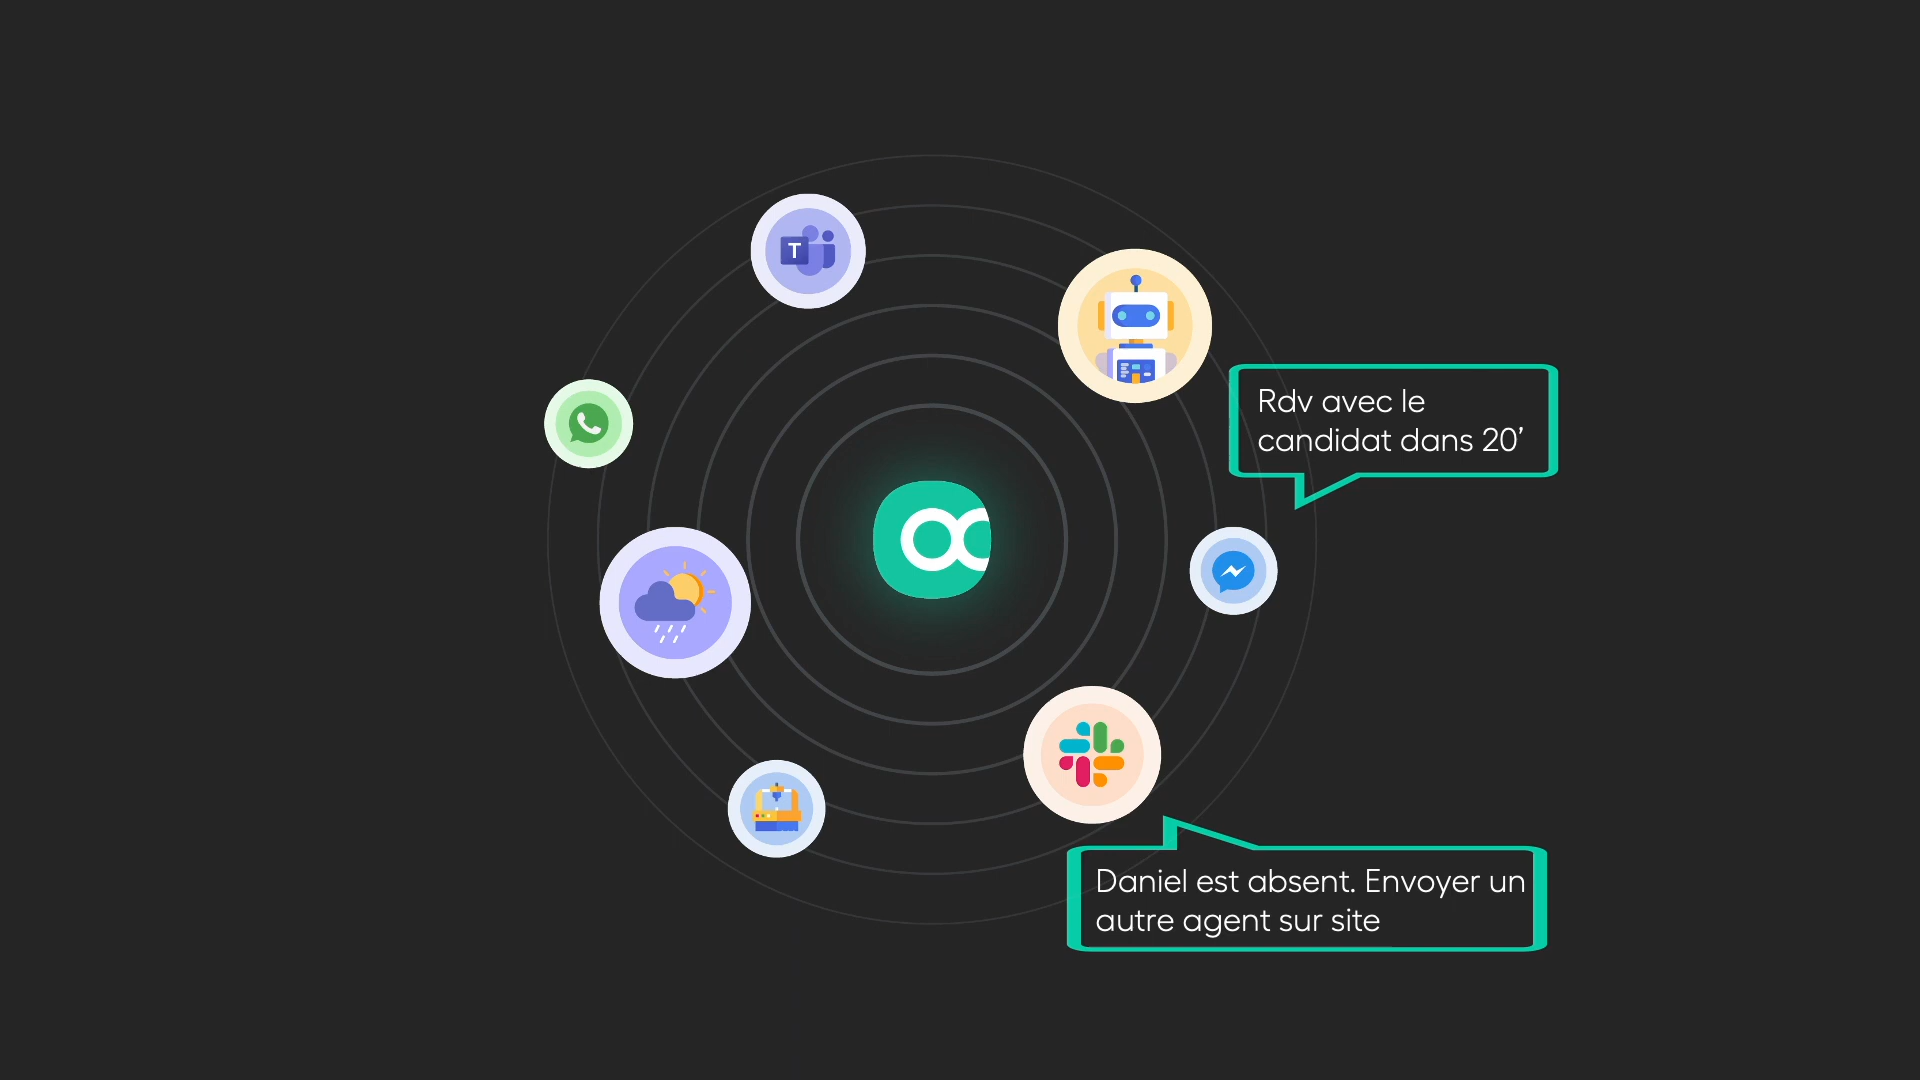 T
Rdv avec le
candidat dans 20’
Daniel est absent. Envoyer un
autre agent sur site